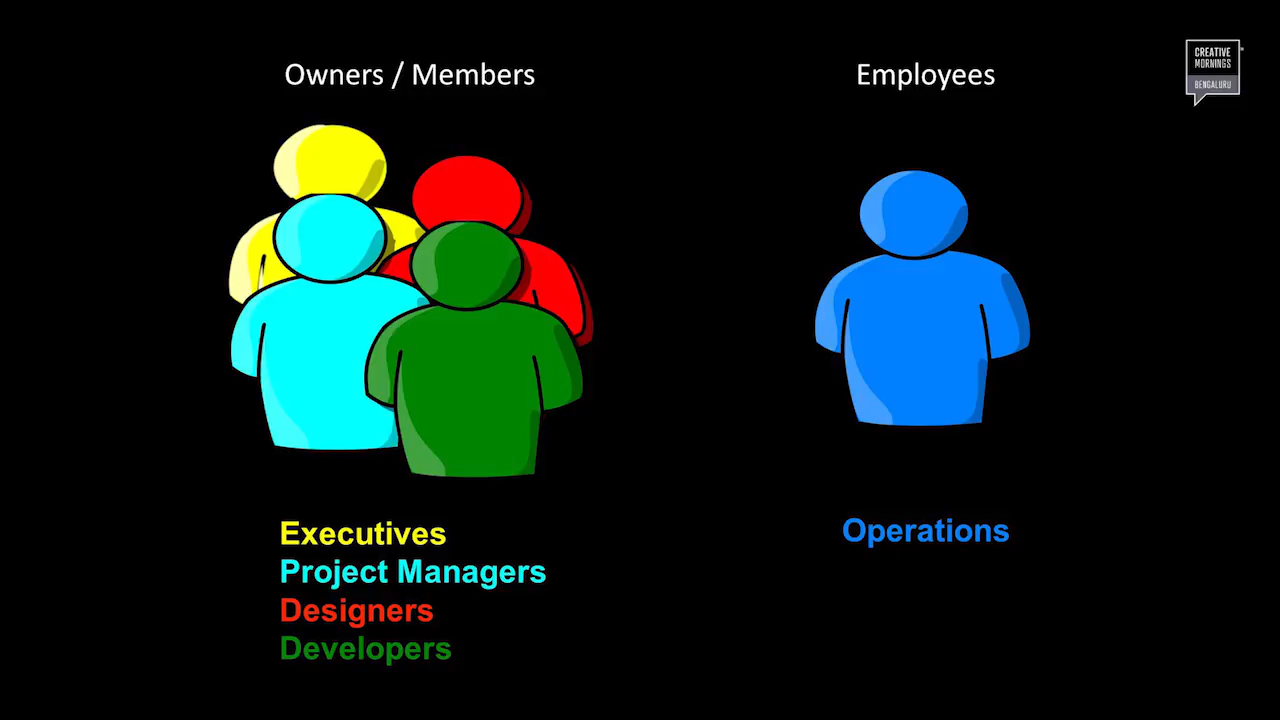 Owners / Members
Employees
CREATIVE
MORNINGS
BENGALURU
Executives
Project Managers
Designers
Developers
Operations